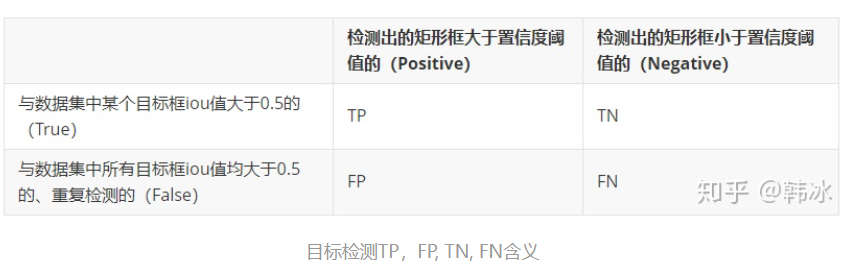 检测出的矩形框大于置信度阈
值的（Positive）
检测出的矩形框小于置信度阈
值的（Negative）
与数据集中某个目标框iou值大于0.5的
（True）
TP
TN
与数据集中所有目标框iou值均大于0.5
的、重复检测的（False）
FP
FN
知乎 @韩冰
目标检测TP，FP, TN, FN含义